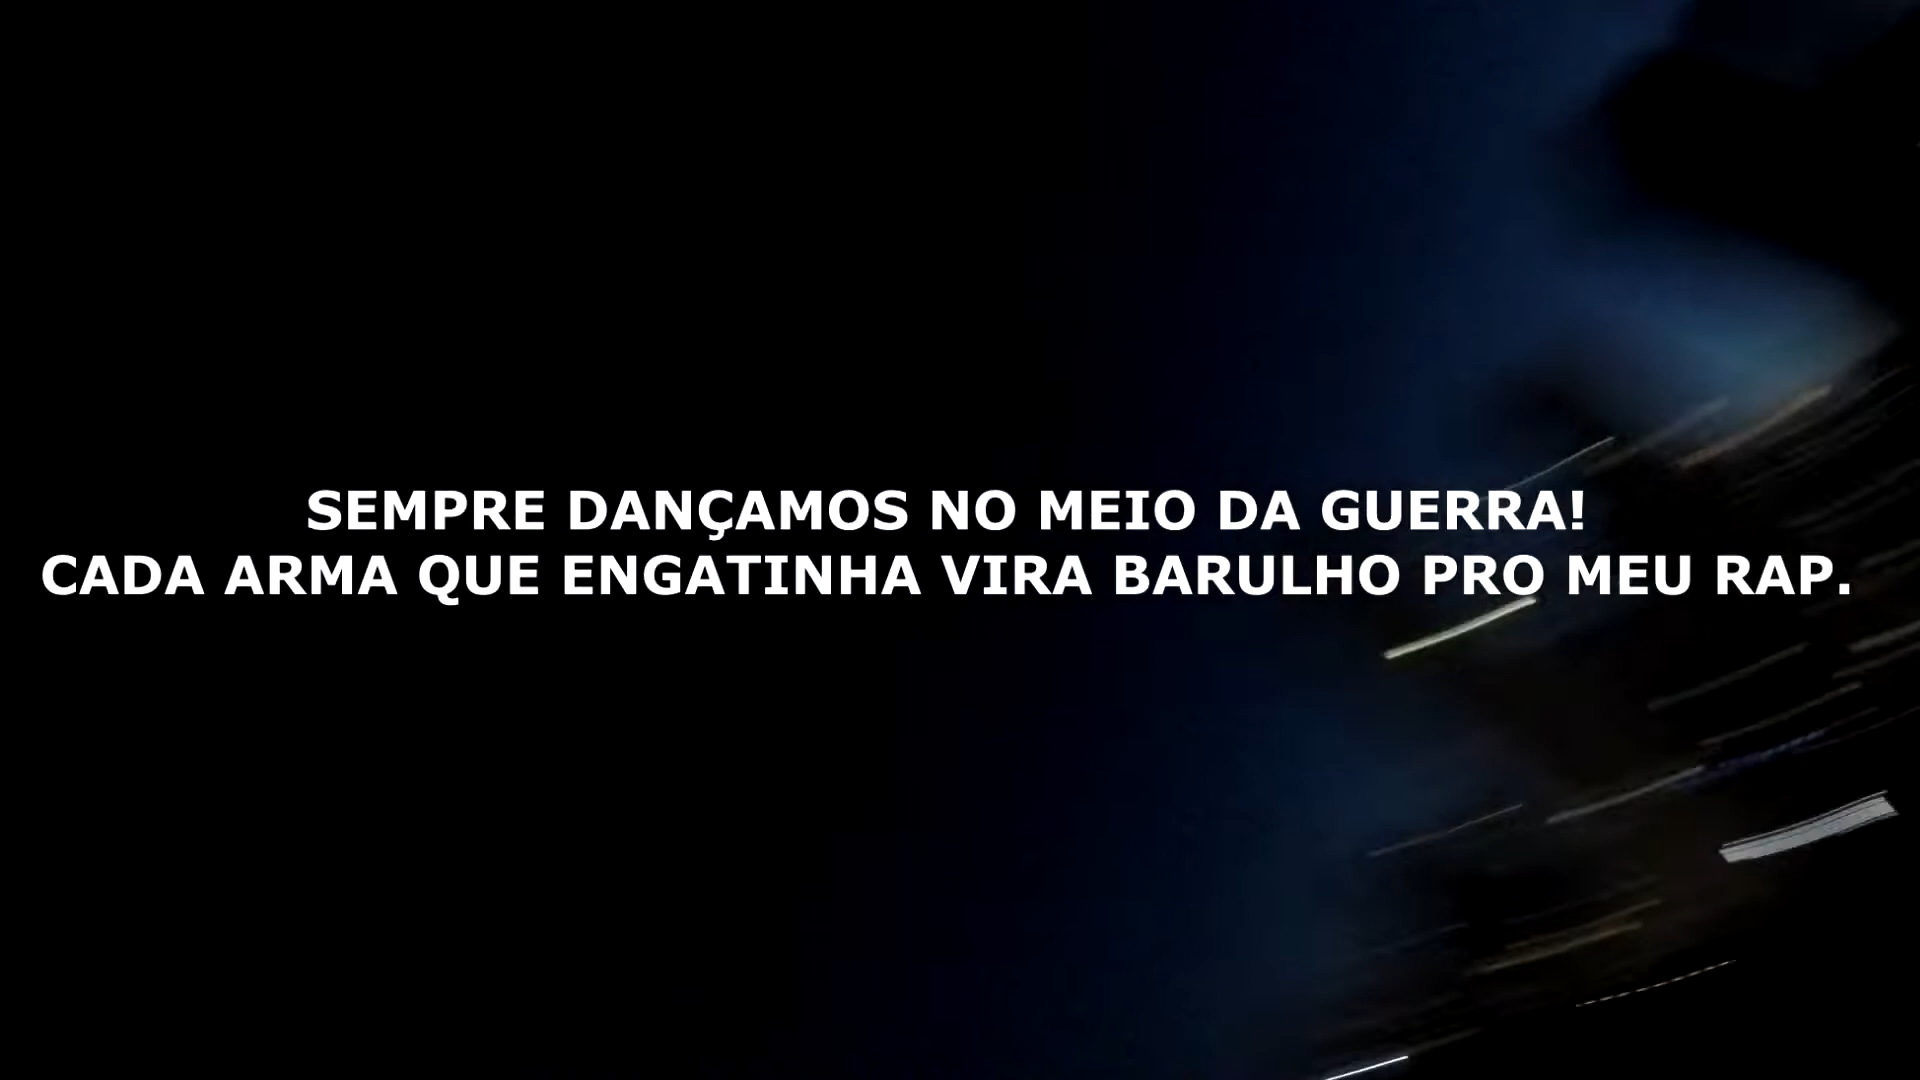 SEMPRE DANÇAMOS NO MEIO DA GUERRA!
CADA ARMA QUE ENGATINHA VIRA BARULHO PRO MEU RAP.